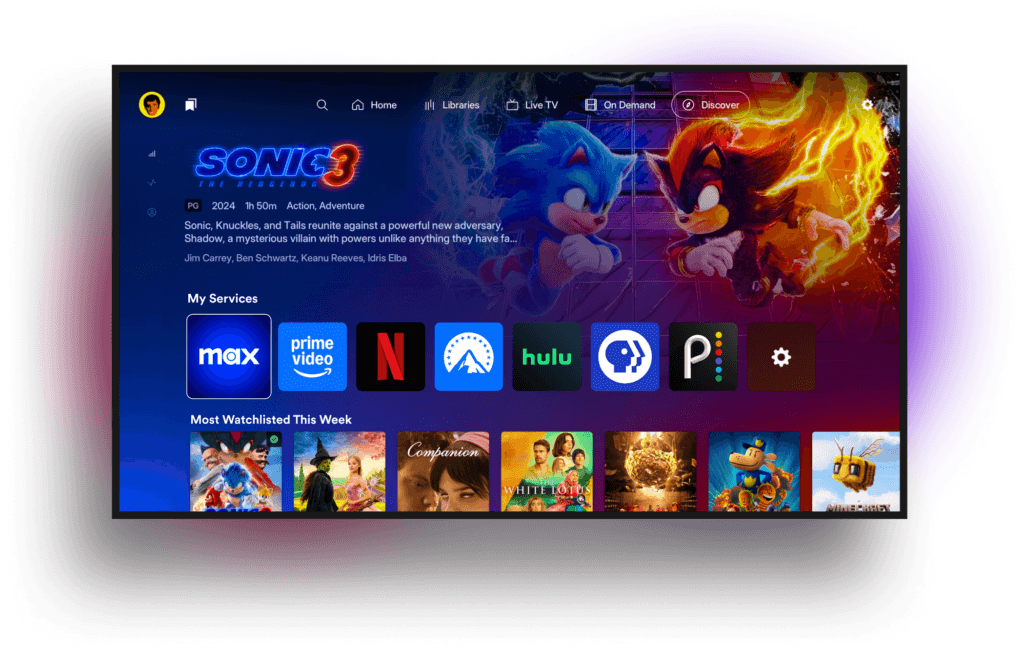 Home
Libraries
Live TV
On Demand
Discover
SONIC 3
THE HEDGEHOG
PG 2024 1h 50m Action, Adventure
Sonic, Knuckles, and Tails reunite against a powerful new adversary,
Shadow, a mysterious villain with powers unlike anything they have fa...
Jim Carrey, Ben Schwartz, Keanu Reeves, Idris Elba
My Services
max
prime
video
N
hulu
P
Most Watchlisted This Week
Companion
THE
WHITE LOTUS
MINECRAFT